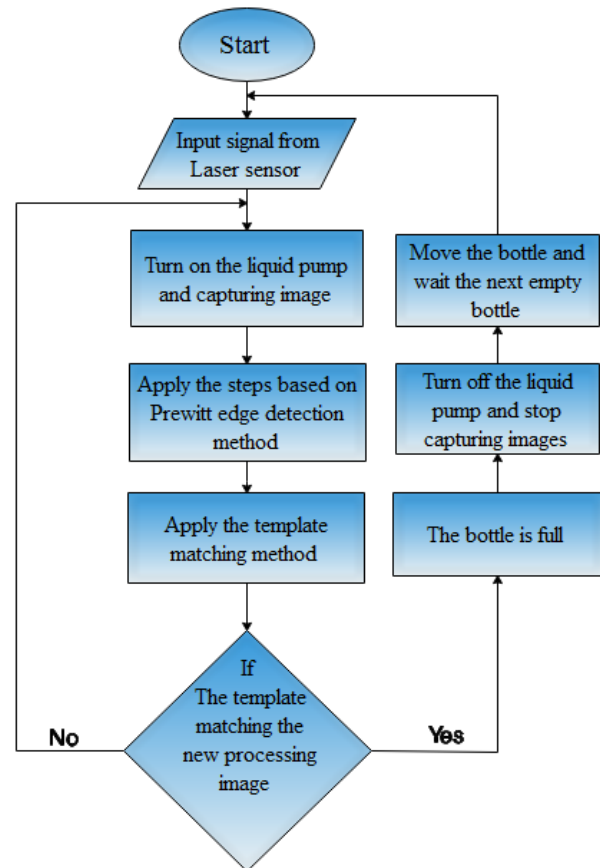 Start
Input signal from
Laser sensor
Turn on the liquid pump
and capturing image
Apply the steps based on
Prewitt edge detection
method
Apply the template
matching method
If
The template
matching the
new processing
image
No
Yes
The bottle is full
Turn off the liquid
pump and stop
capturing images
Move the bottle and
wait the next empty
bottle